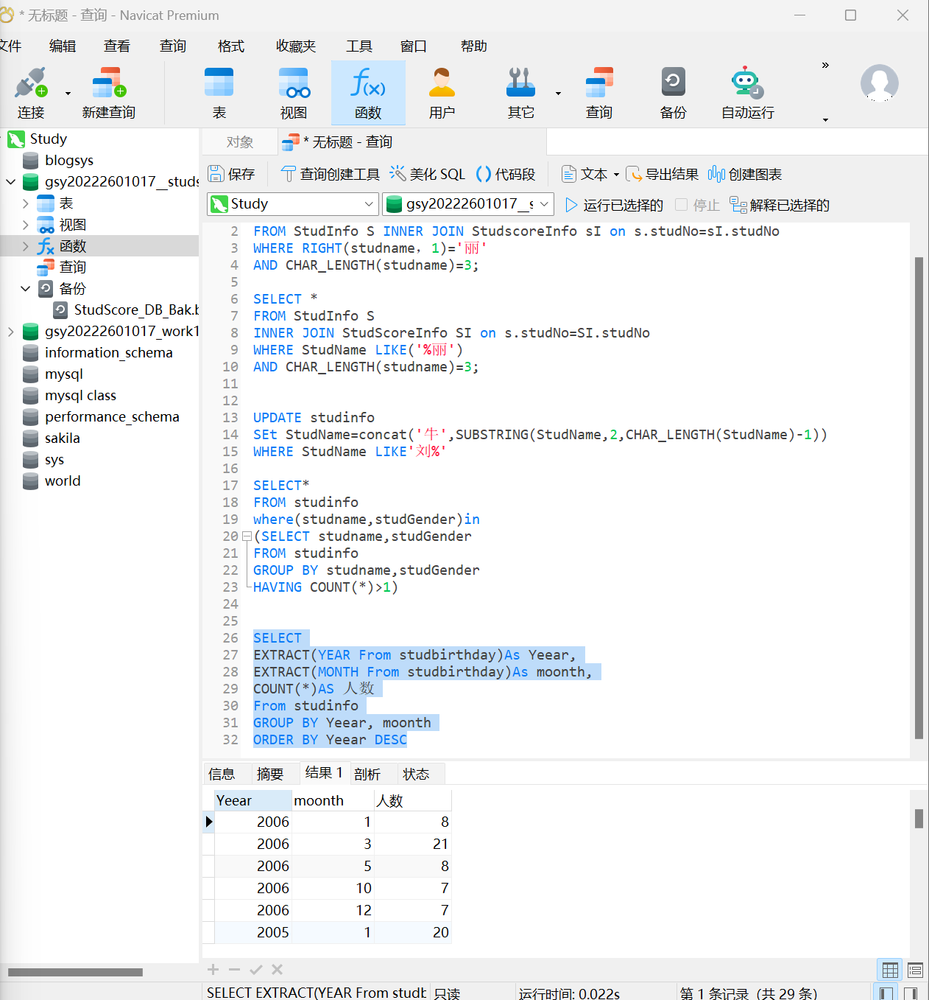 * 无标题 - 查询 - Navicat Premium
文件 编辑 查看 查询 格式 收藏夹 工具 窗口 帮助
»
连接 新建查询 表 视图 函数 用户 其它 查询 备份 自动运行
Study
blogsys
gsy20222601017__studs
表
视图
函数
查询
备份
StudScore_DB_Bak.b
gsy20222601017_work1
information_schema
mysql
mysql class
performance_schema
sakila
sys
world
对象 * 无标题 - 查询
保存 查询创建工具 美化 SQL 代码段 文本 导出结果 创建图表
Study gsy20222601017__s 运行已选择的 停止 解释已选择的
2 FROM StudInfo S INNER JOIN StudscoreInfo sI on s.studNo=sI.studNo
3 WHERE RIGHT(studname，1)='丽'
4 AND CHAR_LENGTH(studname)=3;
5
6 SELECT *
7 FROM StudInfo S
8 INNER JOIN StudScoreInfo SI on s.studNo=SI.studNo
9 WHERE StudName LIKE('%丽')
10 AND CHAR_LENGTH(studname)=3;
11
12
13 UPDATE studinfo
14 SEt StudName=concat('牛',SUBSTRING(StudName,2,CHAR_LENGTH(StudName)-1))
15 WHERE StudName LIKE'刘%'
16
17 SELECT*
18 FROM studinfo
19 where(studname,studGender)in
20 (SELECT studname,studGender
21 FROM studinfo
22 GROUP BY studname,studGender
23 HAVING COUNT(*)>1)
24
25
26 SELECT
27 EXTRACT(YEAR From studbirthday)As Yeear,
28 EXTRACT(MONTH From studbirthday)As moonth,
29 COUNT(*)AS 人数
30 From studinfo
31 GROUP BY Yeear, moonth
32 ORDER BY Yeear DESC
信息 摘要 结果 1 剖析 状态
Yeear moonth 人数
2006 1 8
2006 3 21
2006 5 8
2006 10 7
2006 12 7
2005 1 20
SELECT EXTRACT(YEAR From studb 只读 运行时间: 0.022s 第 1 条记录（共 29 条）